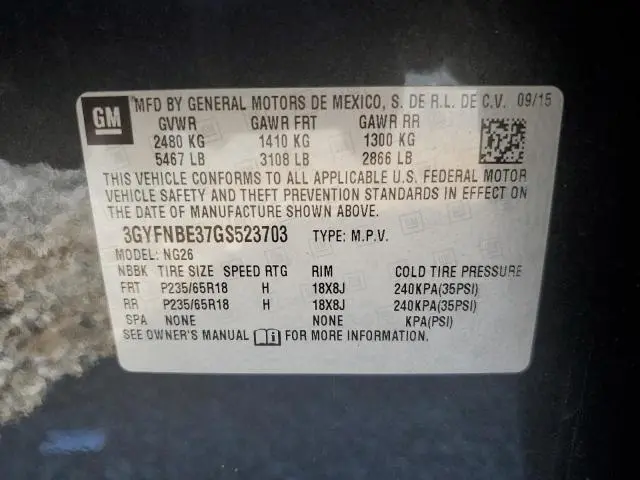 GM
MFD BY GENERAL MOTORS DE MEXICO, S. DE R.L. DE C.V. 09/15
GVWR GAWR FRT GAWR RR
2480 KG 1410 KG 1300 KG
5467 LB 3108 LB 2866 LB
THIS VEHICLE CONFORMS TO ALL APPLICABLE U.S. FEDERAL MOTOR
VEHICLE SAFETY AND THEFT PREVENTION STANDARDS IN EFFECT ON
THE DATE OF MANUFACTURE SHOWN ABOVE.
3GYFNBE37GS523703 TYPE: M.P.V.
MODEL: NG26
NBBK TIRE SIZE SPEED RTG RIM COLD TIRE PRESSURE
FRT P235/65R18 H 18X8J 240KPA(35PSI)
RR P235/65R18 H 18X8J 240KPA(35PSI)
SPA NONE NONE KPA(PSI)
SEE OWNER'S MANUAL FOR MORE INFORMATION.